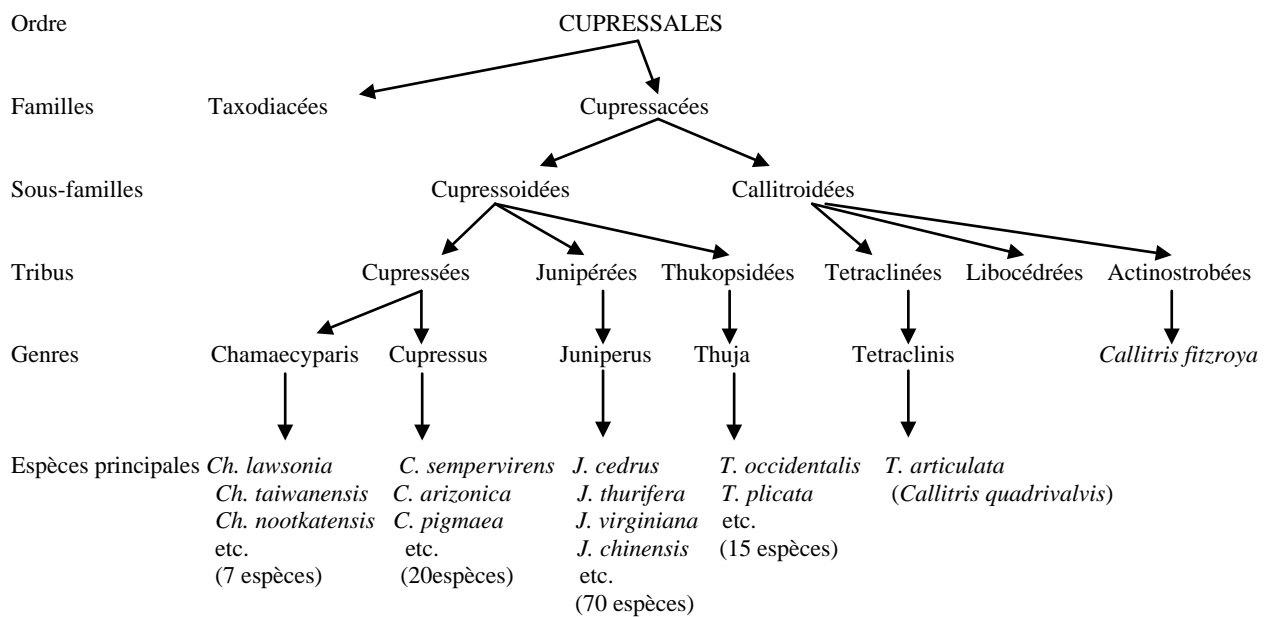 Ordre CUPRESSALES
Familles Taxodiacées Cupressacées
Sous-familles Cupressoidées Callitroidées
Tribus Cupressées Junipérées Thukopsidées Tetraclinées Libocédrées Actinostrobées
Genres Chamaecyparis Cupressus Juniperus Thuja Tetraclinis Callitris fitzroya
Espèces principales Ch. lawsonia C. sempervirens J. cedrus T. occidentalis T. articulata
Ch. taiwanensis C. arizonica J. thurifera T. plicata (Callitris quadrivalvis)
Ch. nootkatensis C. pigmaea J. virginiana etc.
etc. etc. J. chinensis (15 espèces)
(7 espèces) (20espèces) etc.
(70 espèces)